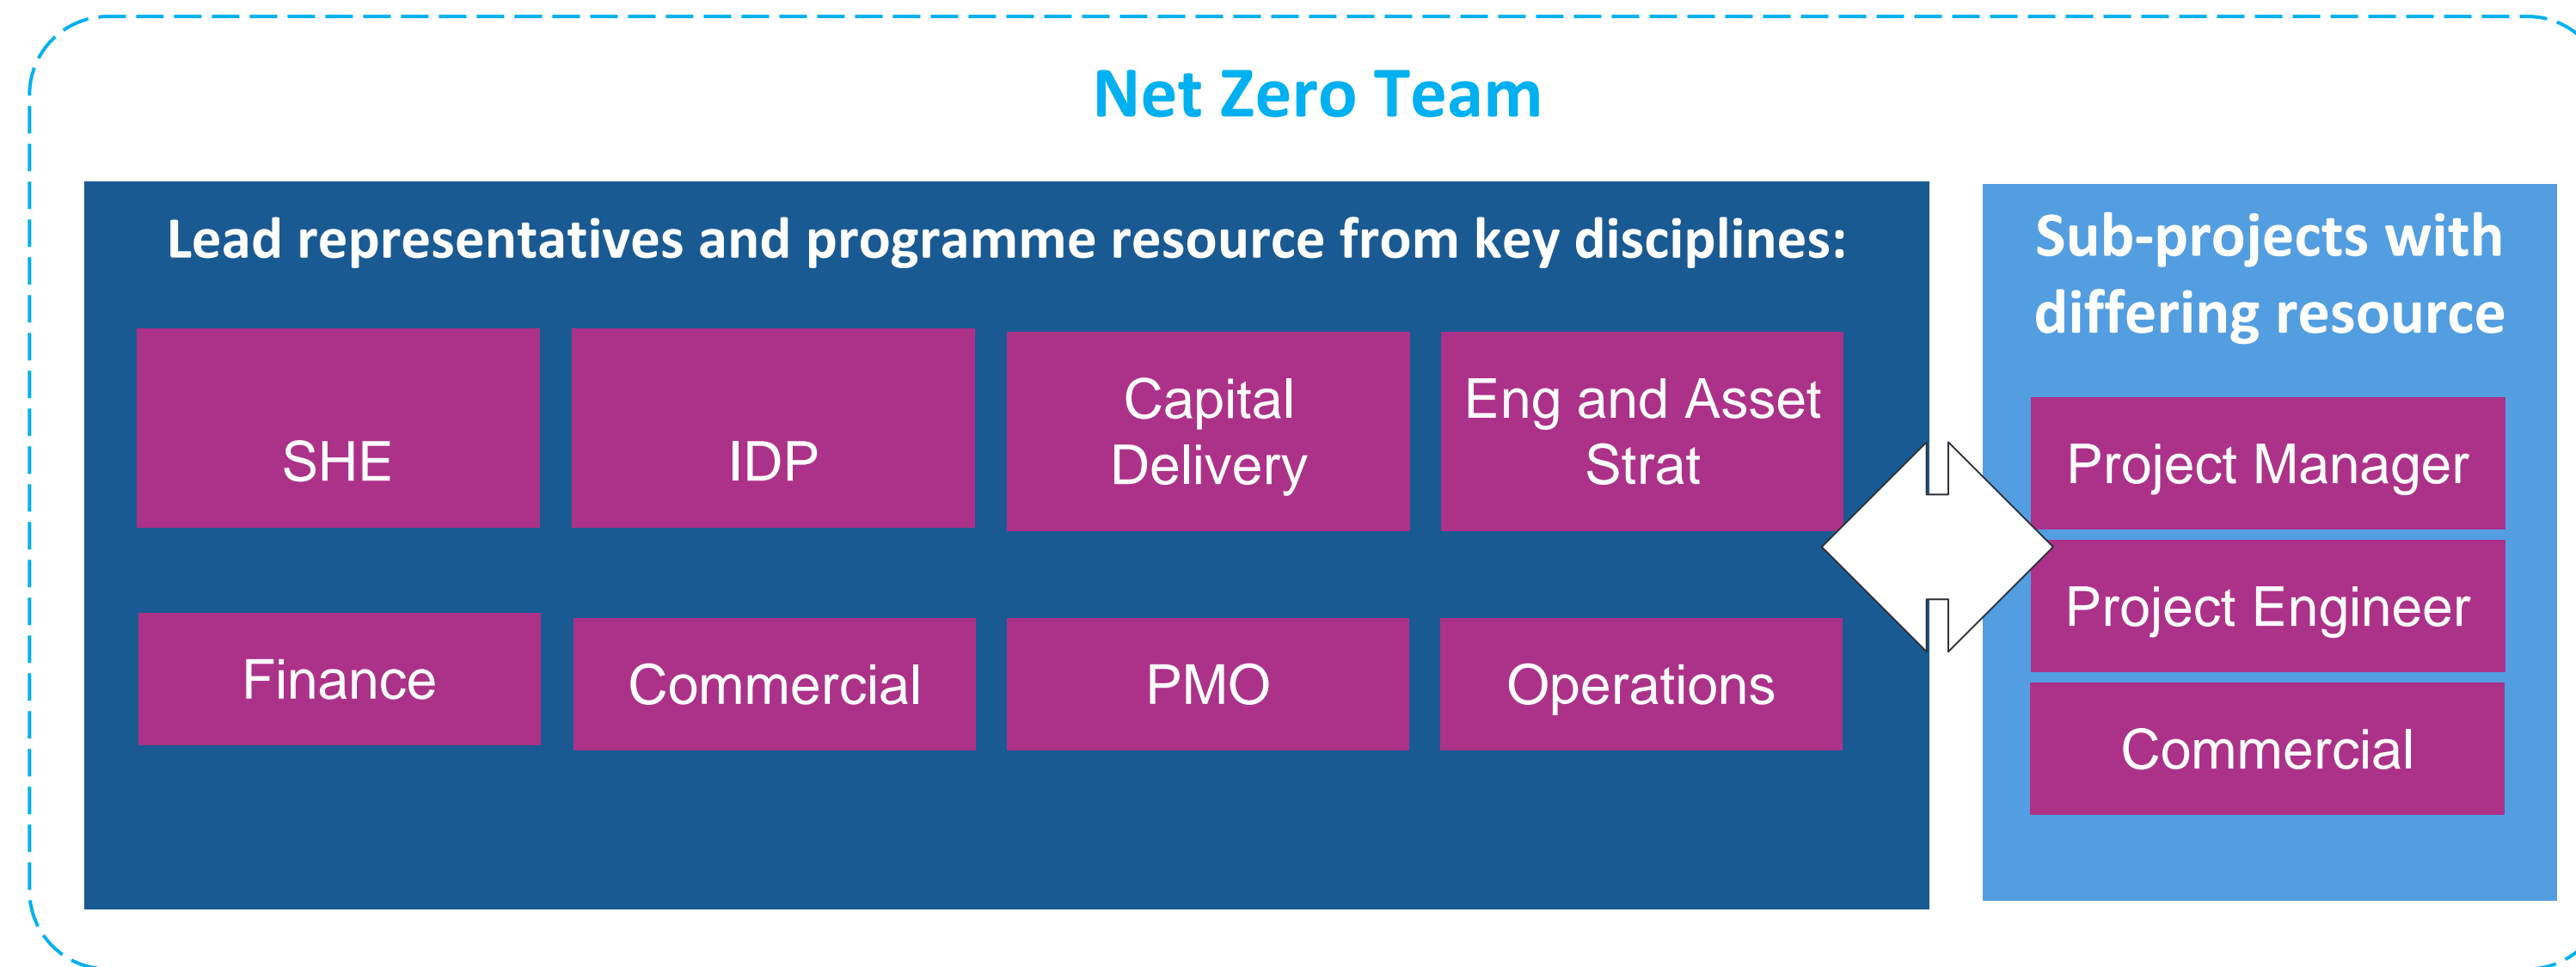 Net Zero Team
Lead representatives and programme resource from key disciplines:
SHE
IDP
Capital
Delivery
Eng and Asset
Strat
Finance
Commercial
PMO
Operations
Sub-projects with
differing resource
Project Manager
Project Engineer
Commercial